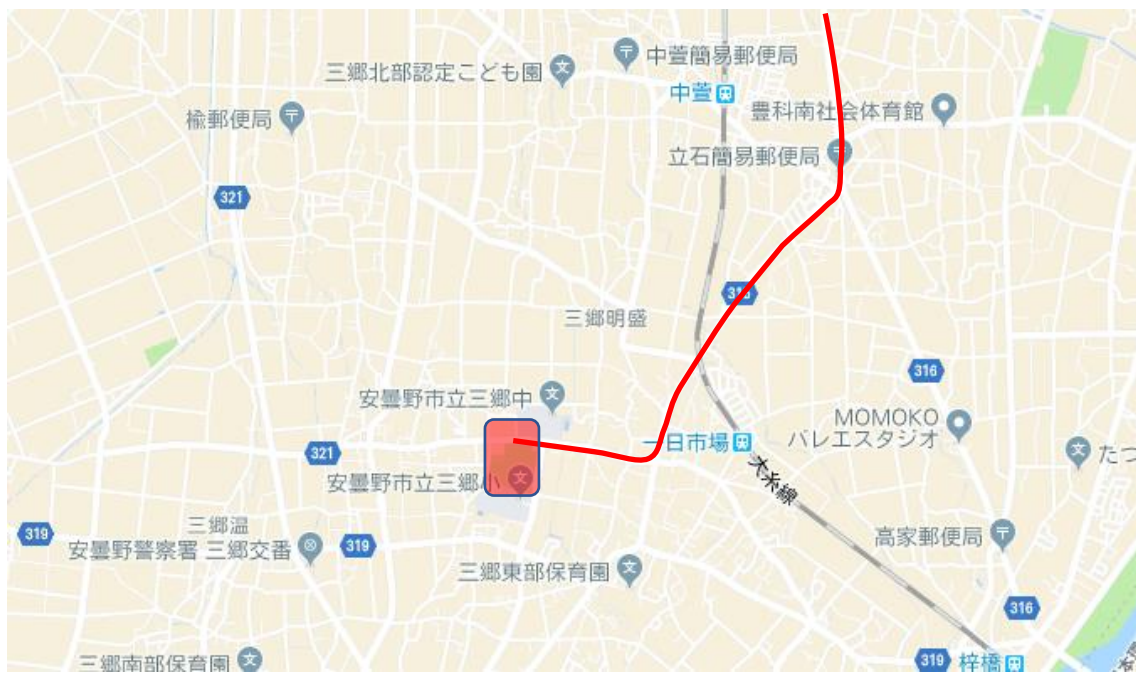 中萱簡易郵便局
三郷北部認定こども園
文
中萱
豊科南社会体育館
楡郵便局
立石簡易郵便局
321
三郷明盛
316
安曇野市立三郷中
文
MOMOKO
バレエスタジオ
一日市場
321
文
たつ
安曇野市立三郷小
文
大糸線
319
三郷温
安曇野警察署 三郷交番
319
高家郵便局
三郷東部保育園
文
316
三郷南部保育園
文
319
梓橋